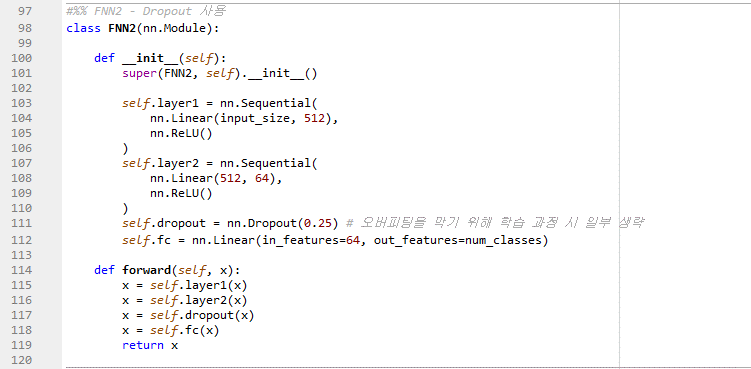 97 #%% FNN2 - Dropout 사용
98 class FNN2(nn.Module):
99
100     def __init__(self):
101         super(FNN2, self).__init__()
102
103         self.layer1 = nn.Sequential(
104             nn.Linear(input_size, 512),
105             nn.ReLU()
106         )
107         self.layer2 = nn.Sequential(
108             nn.Linear(512, 64),
109             nn.ReLU()
110         )
111         self.dropout = nn.Dropout(0.25) # 오버피팅을 막기 위해 학습 과정 시 일부 생략
112         self.fc = nn.Linear(in_features=64, out_features=num_classes)
113
114     def forward(self, x):
115         x = self.layer1(x)
116         x = self.layer2(x)
117         x = self.dropout(x)
118         x = self.fc(x)
119         return x
120